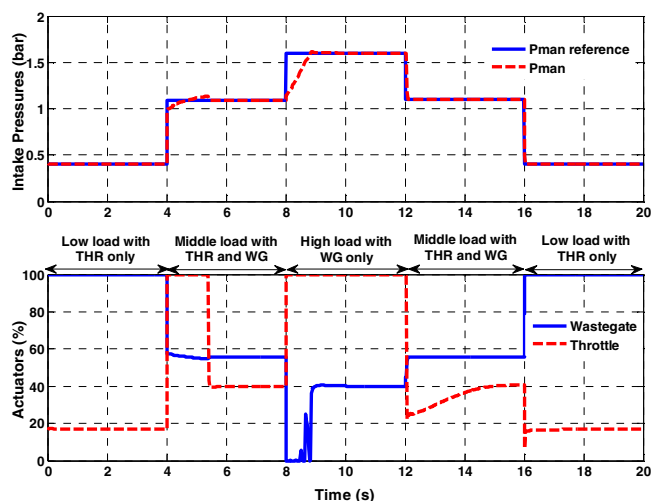 2
1.5
1
0.5
0
Intake Pressures (bar)
Pman reference
Pman
0 2 4 6 8 10 12 14 16 18 20
Low load with THR only
Middle load with THR and WG
High load with WG only
Middle load with THR and WG
Low load with THR only
100
80
60
40
20
0
Actuators (%)
Wastegate
Throttle
0 2 4 6 8 10 12 14 16 18 20
Time (s)